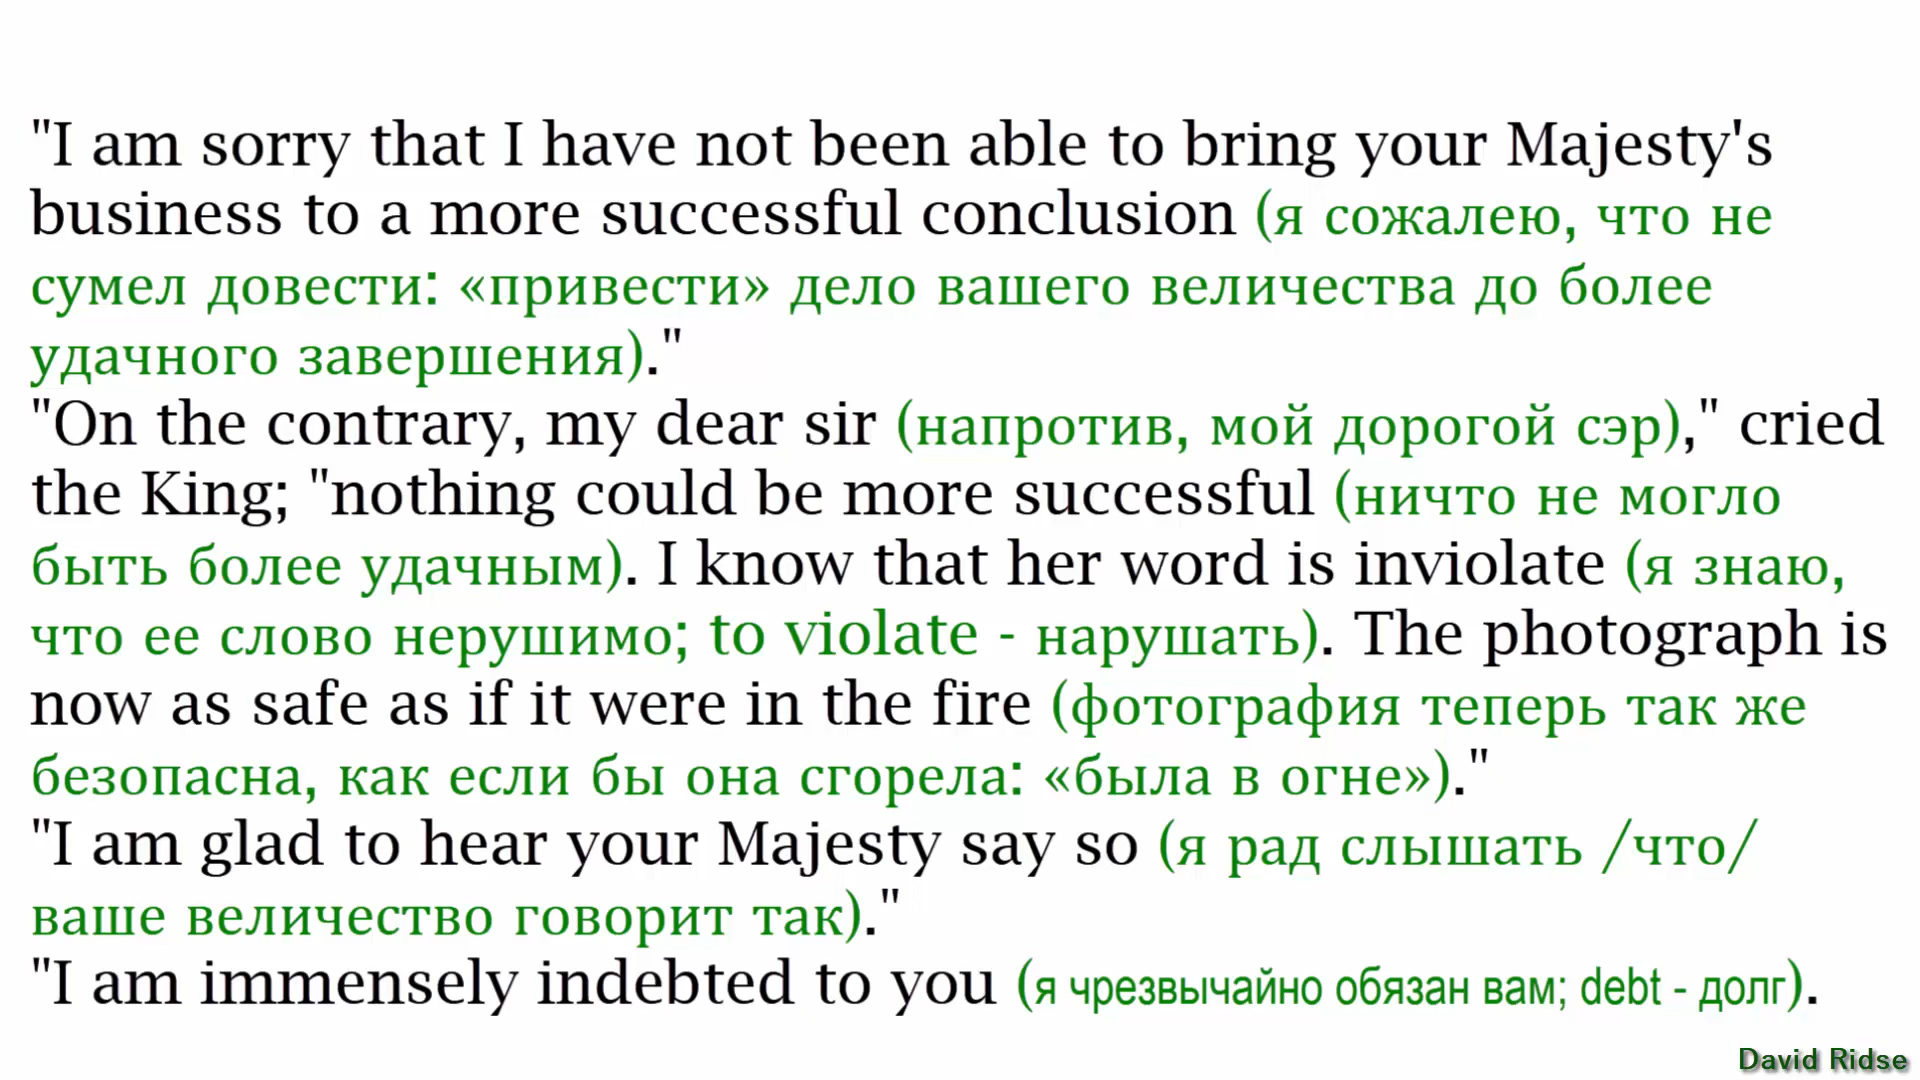 "I am sorry that I have not been able to bring your Majesty's
business to a more successful conclusion (я сожалею, что не
сумел довести: «привести» дело вашего величества до более
удачного завершения)."
"On the contrary, my dear sir (напротив, мой дорогой сэр)," cried
the King; "nothing could be more successful (ничто не могло
быть более удачным). I know that her word is inviolate (я знаю,
что ее слово нерушимо; to violate - нарушать). The photograph is
now as safe as if it were in the fire (фотография теперь так же
безопасна, как если бы она сгорела: «была в огне»)."
"I am glad to hear your Majesty say so (я рад слышать /что/
ваше величество говорит так)."
"I am immensely indebted to you (я чрезвычайно обязан вам; debt - долг).
David Ridse